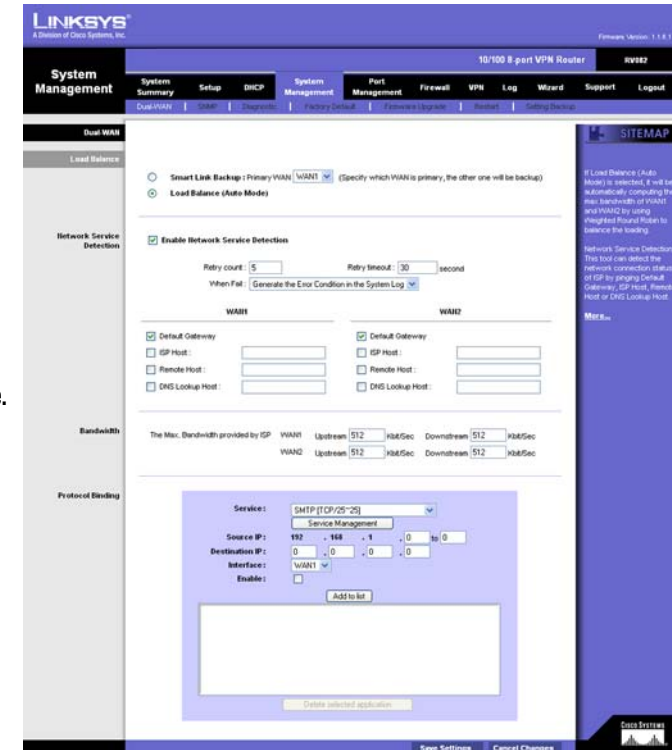 LINKSYS®
A Division of Cisco Systems, Inc.
Firmware Version: 1.1.6.1
10/100 8-port VPN Router
RV082
System Management
System Summary
Setup
DHCP
System Management
Port Management
Firewall
VPN
Log
Wizard
Support
Logout
Dual-WAN | SNMP | Diagnostic | Factory Default | Firmware Upgrade | Restart | Setting Backup
Dual-WAN
SITEMAP
Load Balance
Smart Link Backup : Primary WAN WAN1 (Specify which WAN is primary, the other one will be backup)
Load Balance (Auto Mode)
If Load Balance (Auto
Mode) is selected, it will be
automatically computing the
max bandwidth of WAN1
and WAN2 by using
Weighted Round Robin to
balance the loading.
Network Service Detection
This tool can detect the
network connection status
of ISP by pinging Default
Gateway, ISP Host, Remote
Host or DNS Lookup Host.
More...
Network Service
Detection
Enable Network Service Detection
Retry count : 5 Retry timeout : 30 second
When Fail : Generate the Error Condition in the System Log
WAN1 WAN2
Default Gateway Default Gateway
ISP Host : ISP Host :
Remote Host : Remote Host :
DNS Lookup Host : DNS Lookup Host :
e.
Bandwidth
The Max. Bandwidth provided by ISP WAN1 Upstream 512 Kbit/Sec Downstream 512 Kbit/Sec
WAN2 Upstream 512 Kbit/Sec Downstream 512 Kbit/Sec
Protocol Binding
Service : SMTP [TCP/25~25]
Service Management
Source IP : 192 . 168 . 1 . 0 to 0
Destination IP : 0 . 0 . 0 . 0
Interface : WAN1
Enable :
Add to list
Delete selected application
Save Settings
Cancel Changes
CISCO SYSTEMS